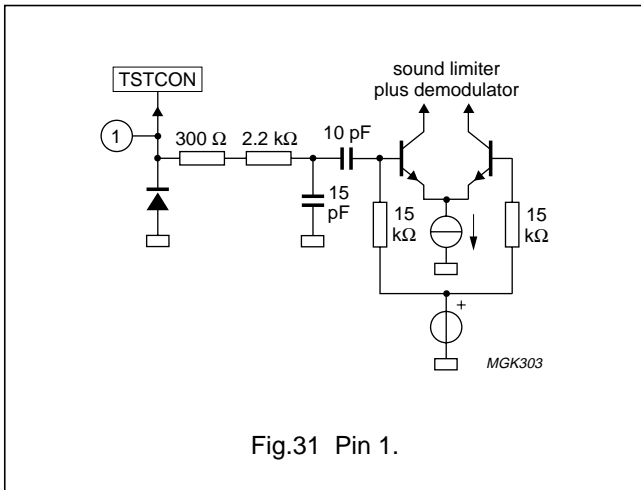 TSTCON
sound limiter
plus demodulator
1
300 Ω
2.2 kΩ
10 pF
15
pF
15
kΩ
15
kΩ
+
MGK303
Fig.31 Pin 1.